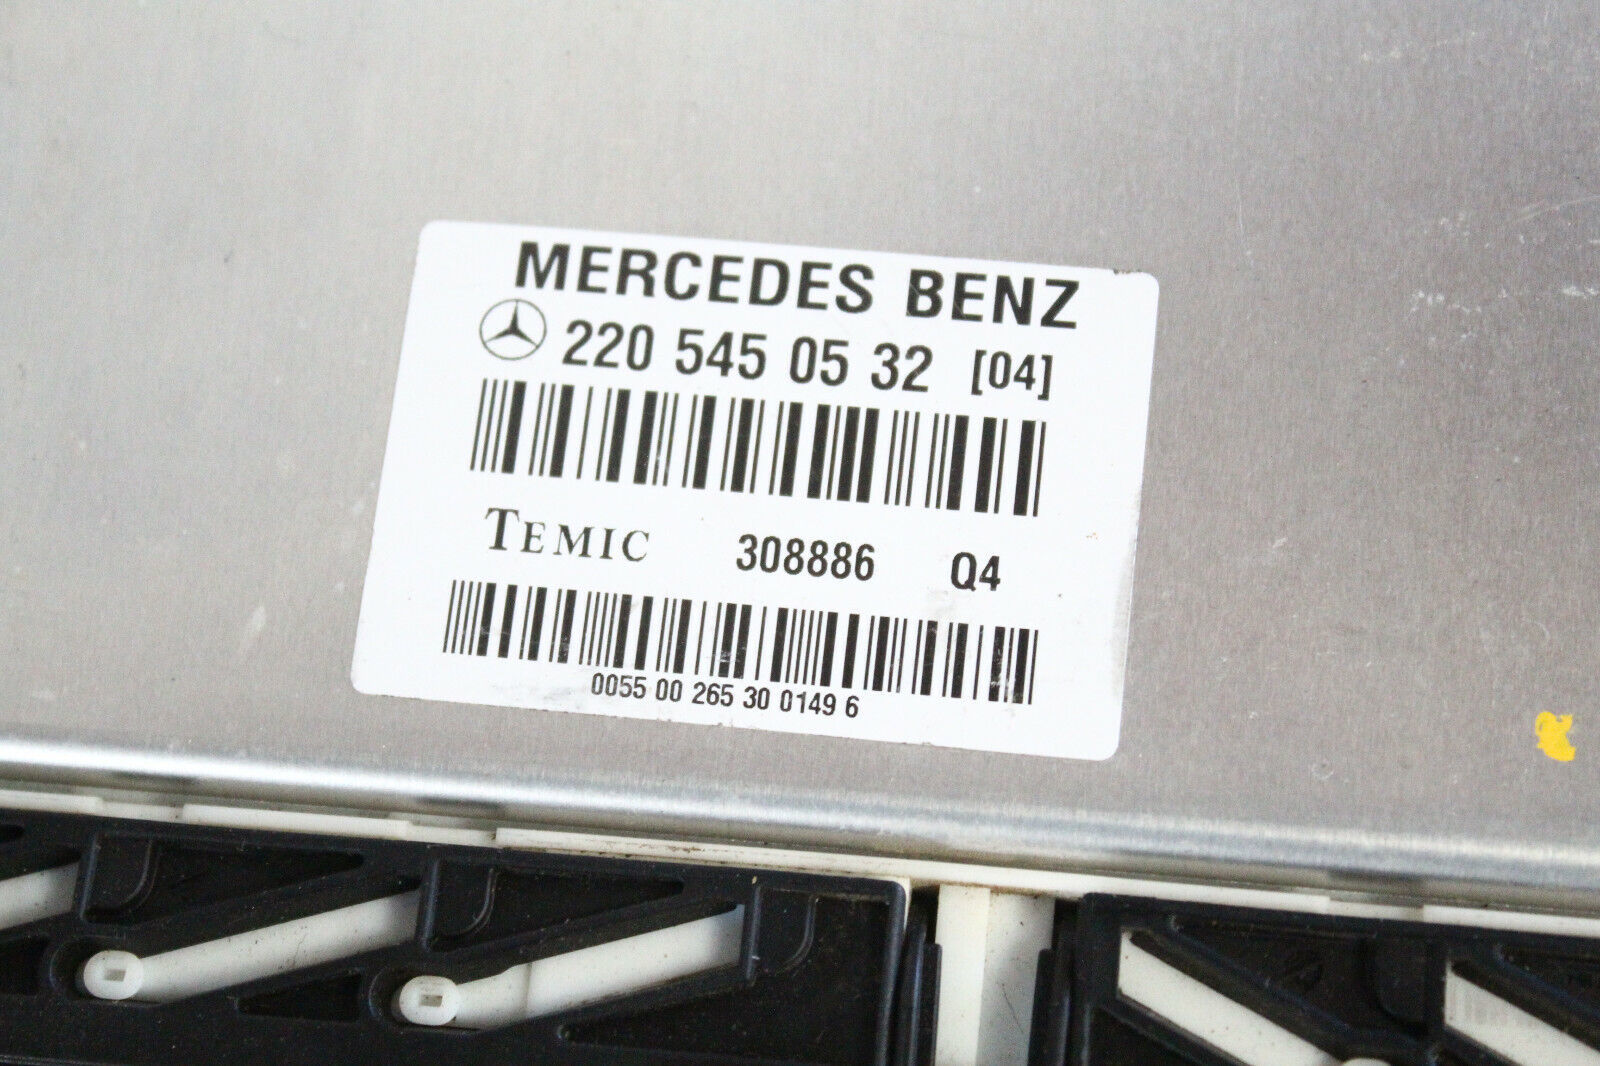 MERCEDES BENZ
220 545 05 32 [04]
TEMIC 308886 Q4
0055 00 265 30 0149 6